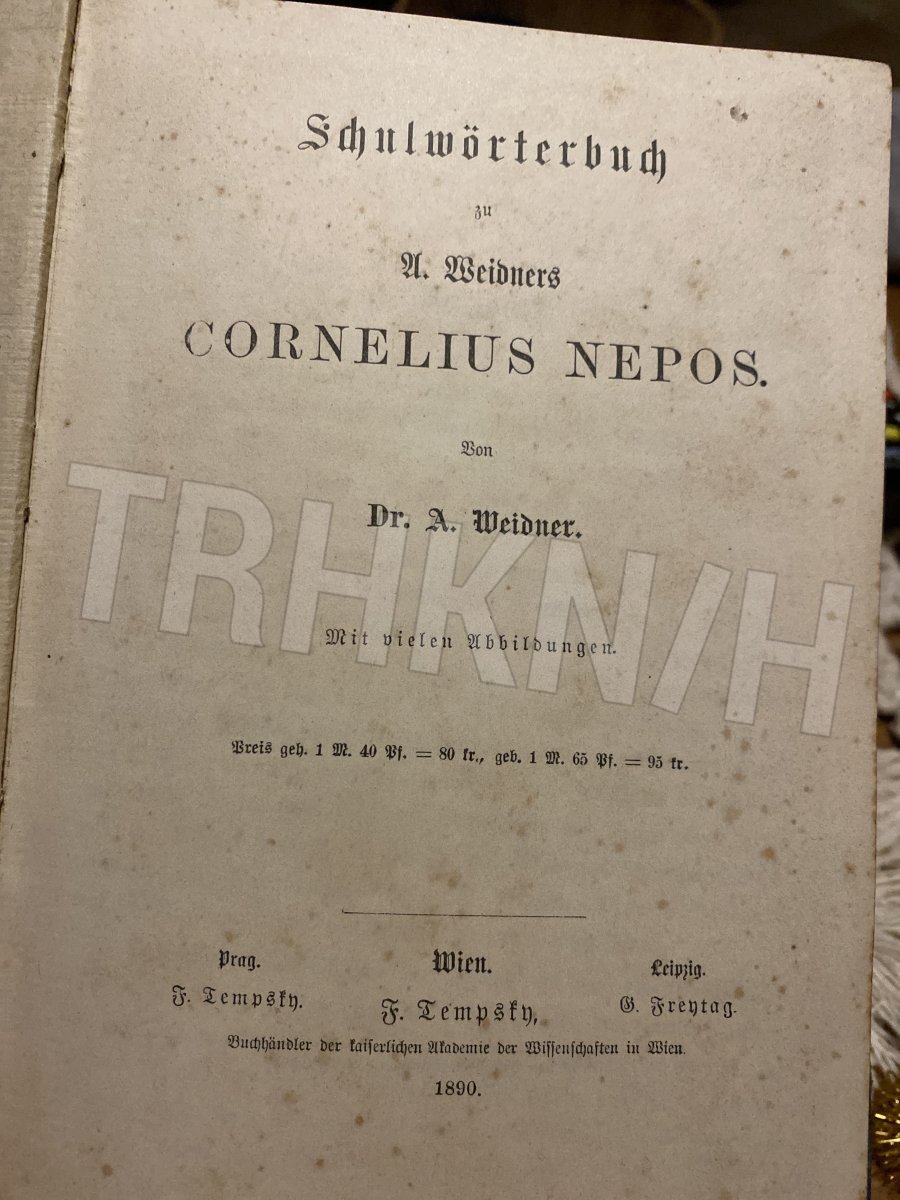 Schulwörterbuch
zu
A. Weidners
CORNELIUS NEPOS.
Von
Dr. A. Weidner.
TRHKN/H
Mit vielen Abbildungen.
Preis geh. 1 M. 40 Pf. = 80 kr., geb. 1 M. 65 Pf. = 95 kr.
Prag. Wien. Leipzig.
F. Tempsky. F. Tempsky, G. Freytag.
Buchhändler der kaiserlichen Akademie der Wissenschaften in Wien.
1890.